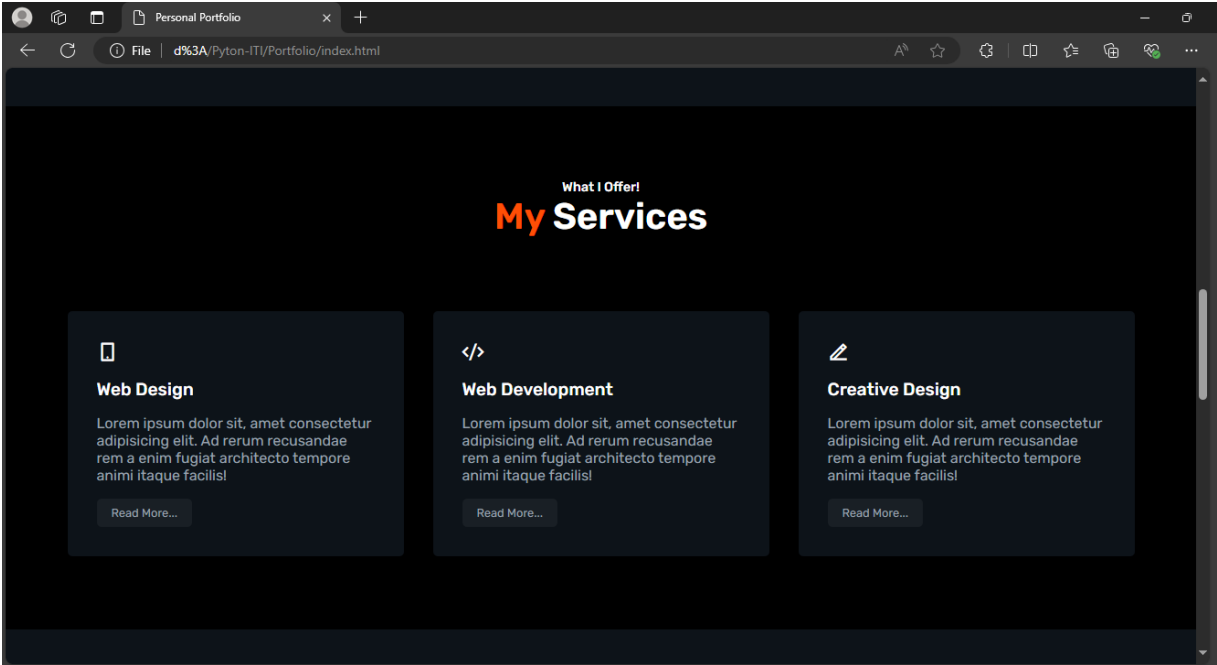 Personal Portfolio
File d%3A/Pyton-ITI/Portfolio/index.html
What I Offer!
My Services
Web Design
Lorem ipsum dolor sit, amet consectetur
adipisicing elit. Ad rerum recusandae
rem a enim fugiat architecto tempore
animi itaque facilis!
Read More...
</> 
Web Development
Lorem ipsum dolor sit, amet consectetur
adipisicing elit. Ad rerum recusandae
rem a enim fugiat architecto tempore
animi itaque facilis!
Read More...
Creative Design
Lorem ipsum dolor sit, amet consectetur
adipisicing elit. Ad rerum recusandae
rem a enim fugiat architecto tempore
animi itaque facilis!
Read More...